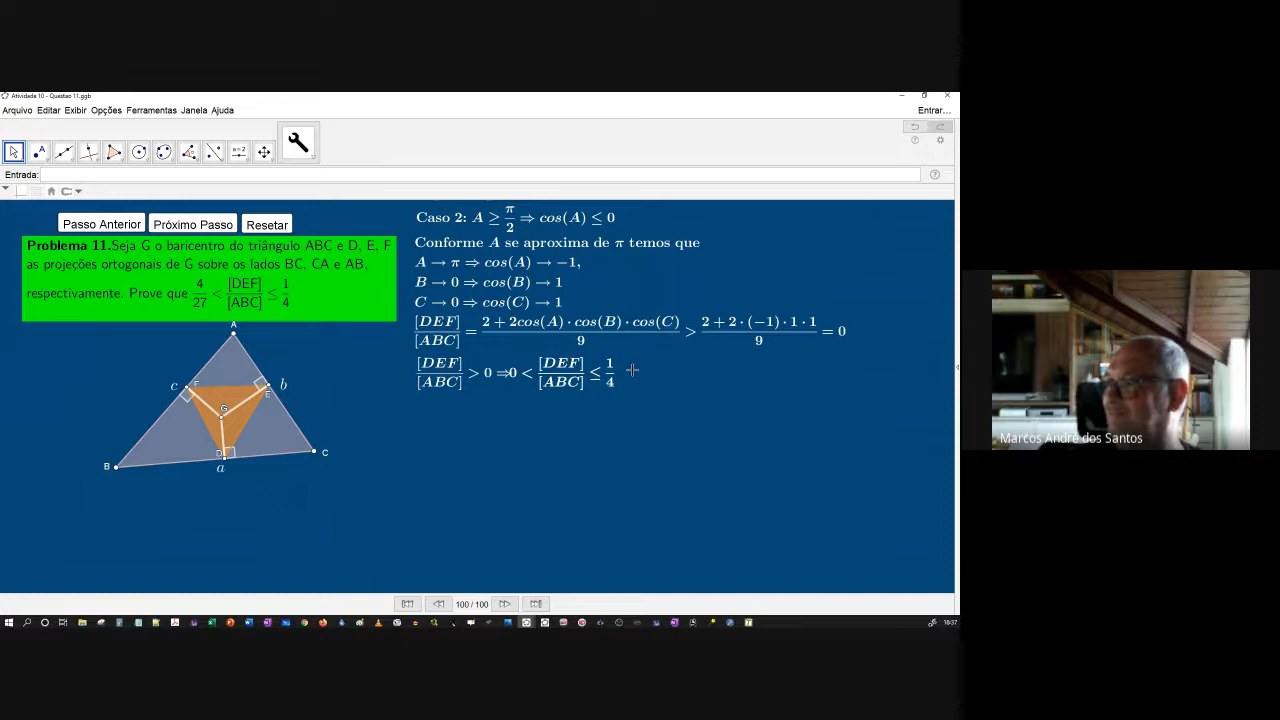 Atividade 10 - Questao 11.ggb
Arquivo Editar Exibir Opções Ferramentas Janela Ajuda
Entrar...
a=2
Entrada:
Passo Anterior Próximo Passo Resetar
Problema 11.Seja G o baricentro do triângulo ABC e D, E, F
as projeções ortogonais de G sobre os lados BC, CA e AB,
respectivamente. Prove que 4/27 < [DEF]/[ABC] ≤ 1/4
A
c F b
E
G
D
B a C
Caso 2: A ≥ π/2 ⇒ cos(A) ≤ 0
Conforme A se aproxima de π temos que
A → π ⇒ cos(A) → −1,
B → 0 ⇒ cos(B) → 1
C → 0 ⇒ cos(C) → 1
[DEF]/[ABC] = (2 + 2cos(A) · cos(B) · cos(C))/9 > (2 + 2 · (−1) · 1 · 1)/9 = 0
[DEF]/[ABC] > 0 ⇒0 < [DEF]/[ABC] ≤ 1/4
Marcos André dos Santos
100 / 100
16:37